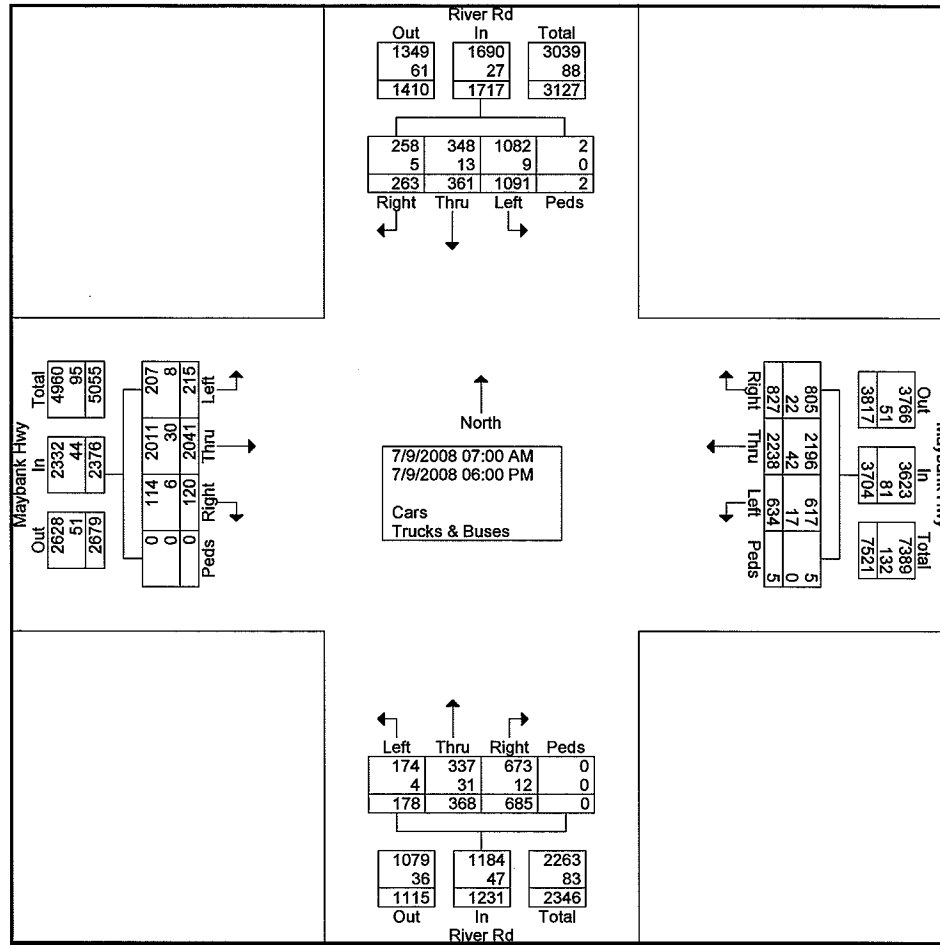 River Rd
Out In Total
1349 1690 3039
61 27 88
1410 1717 3127
258 348 1082 2
5 13 9 0
263 361 1091 2
Right Thru Left Peds
Maybank Hwy
Total In Out
4960 2332 2628
95 44 51
5055 2376 2679
207 2011 114 0
8 30 6 0
215 2041 120 0
Left Thru Right Peds
North
7/9/2008 07:00 AM
7/9/2008 06:00 PM
Cars
Trucks & Buses
Right Thru Left Peds
805 2196 617 5
22 42 17 0
827 2238 634 5
Maybank Hwy
Out In Total
3766 3623 7389
51 81 132
3817 3704 7521
Left Thru Right Peds
174 337 673 0
4 31 12 0
178 368 685 0
1079 1184 2263
36 47 83
1115 1231 2346
Out In Total
River Rd